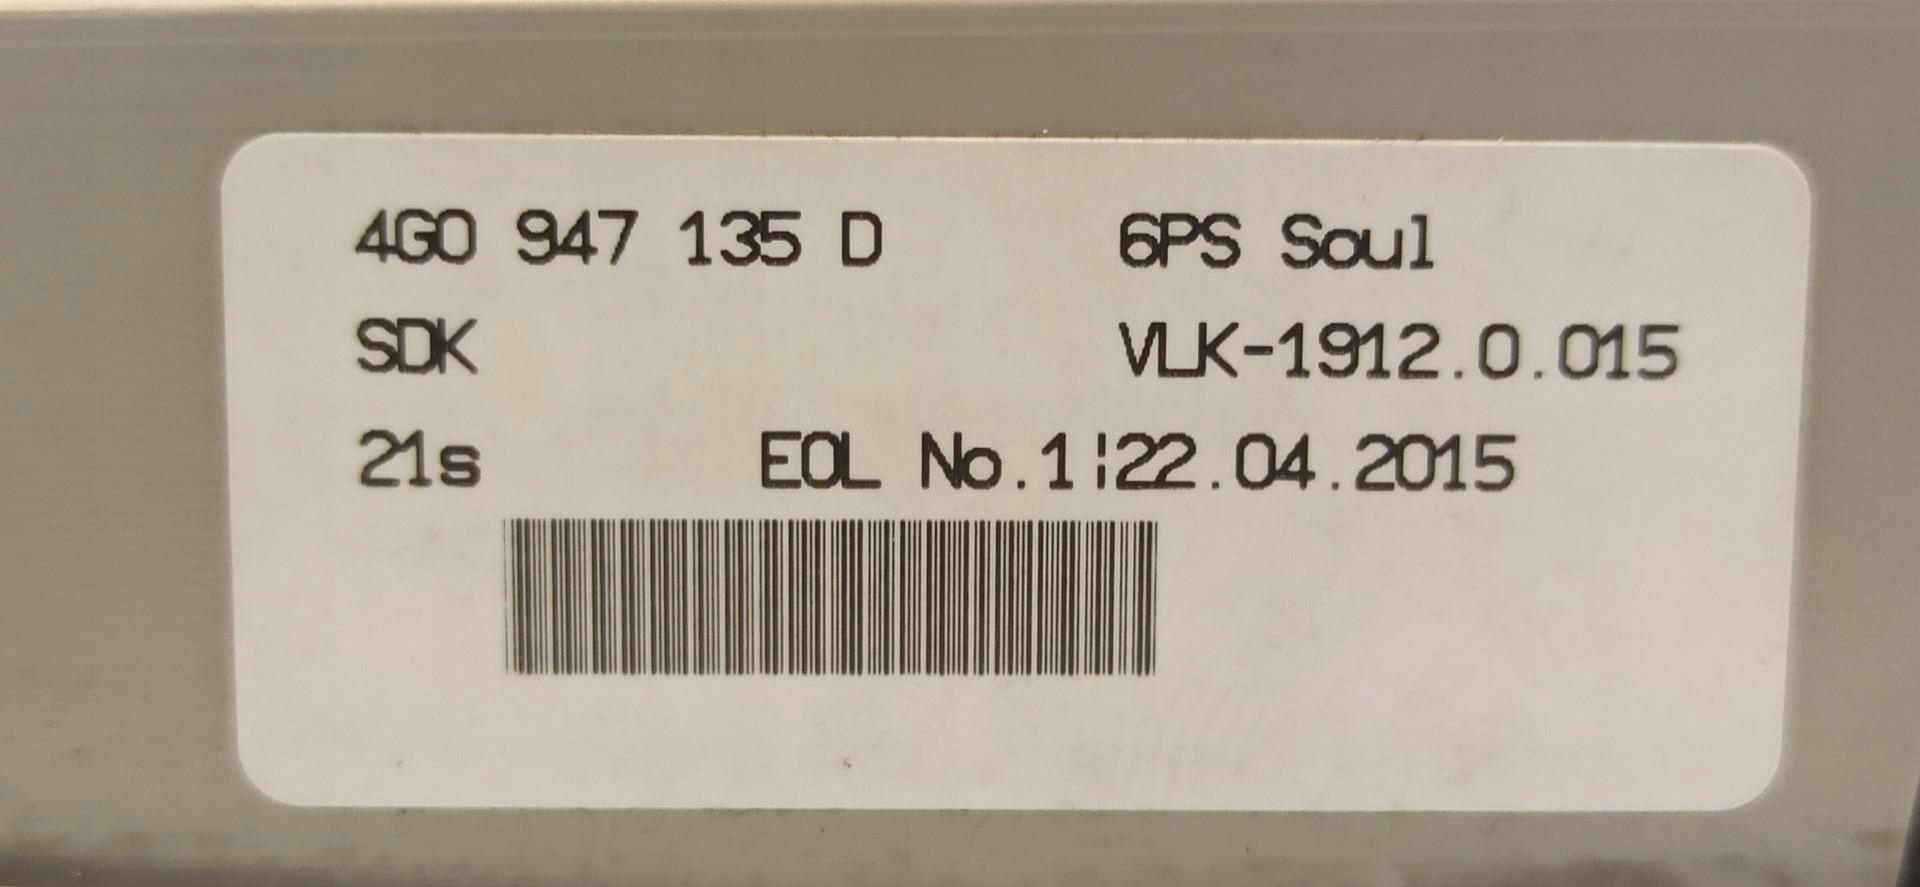 4G0 947 135 D 6PS Soul
SDK VLK-1912.0.015
21s EOL No.1¦22.04.2015